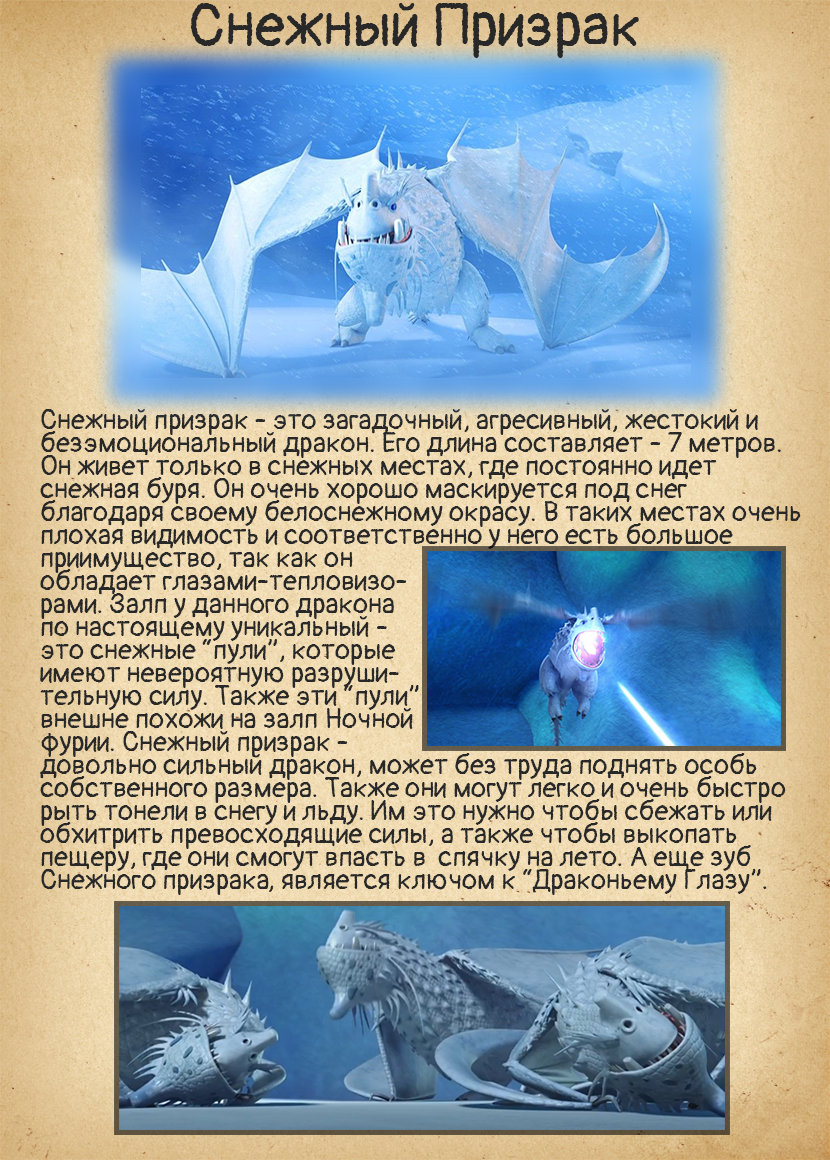 Снежный Призрак
Снежный призрак - это загадочный, агресивный, жестокий и
безэмоциональный дракон. Его длина составляет - 7 метров.
Он живет только в снежных местах, где постоянно идет
снежная буря. Он очень хорошо маскируется под снег
благодаря своему белоснежному окрасу. В таких местах очень
плохая видимость и соответственно у него есть большое
приимущество, так как он
обладает глазами-тепловизо-
рами. Залп у данного дракона
по настоящему уникальный -
это снежные “пули”, которые
имеют невероятную разруши-
тельную силу. Также эти “пули”
внешне похожи на залп Ночной
фурии. Снежный призрак -
довольно сильный дракон, может без труда поднять особь
собственного размера. Также они могут легко и очень быстро
рыть тонели в снегу и льду. Им это нужно чтобы сбежать или
обхитрить превосходящие силы, а также чтобы выкопать
пещеру, где они смогут впасть в спячку на лето. А еще зуб
Снежного призрака, является ключом к “Драконьему Глазу”.